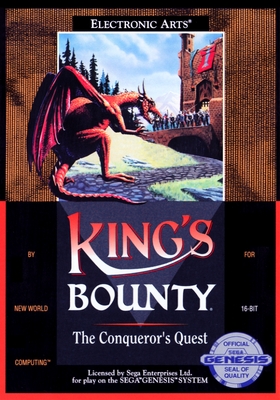 ELECTRONIC ARTS®
KING'S
BOUNTY™
The Conqueror's Quest
BY
NEW WORLD
COMPUTING™
FOR
16-BIT
OFFICIAL
SEGA
GENESIS
SEAL OF
QUALITY
Licensed by Sega Enterprises Ltd.
for play on the SEGA™ GENESIS™ SYSTEM